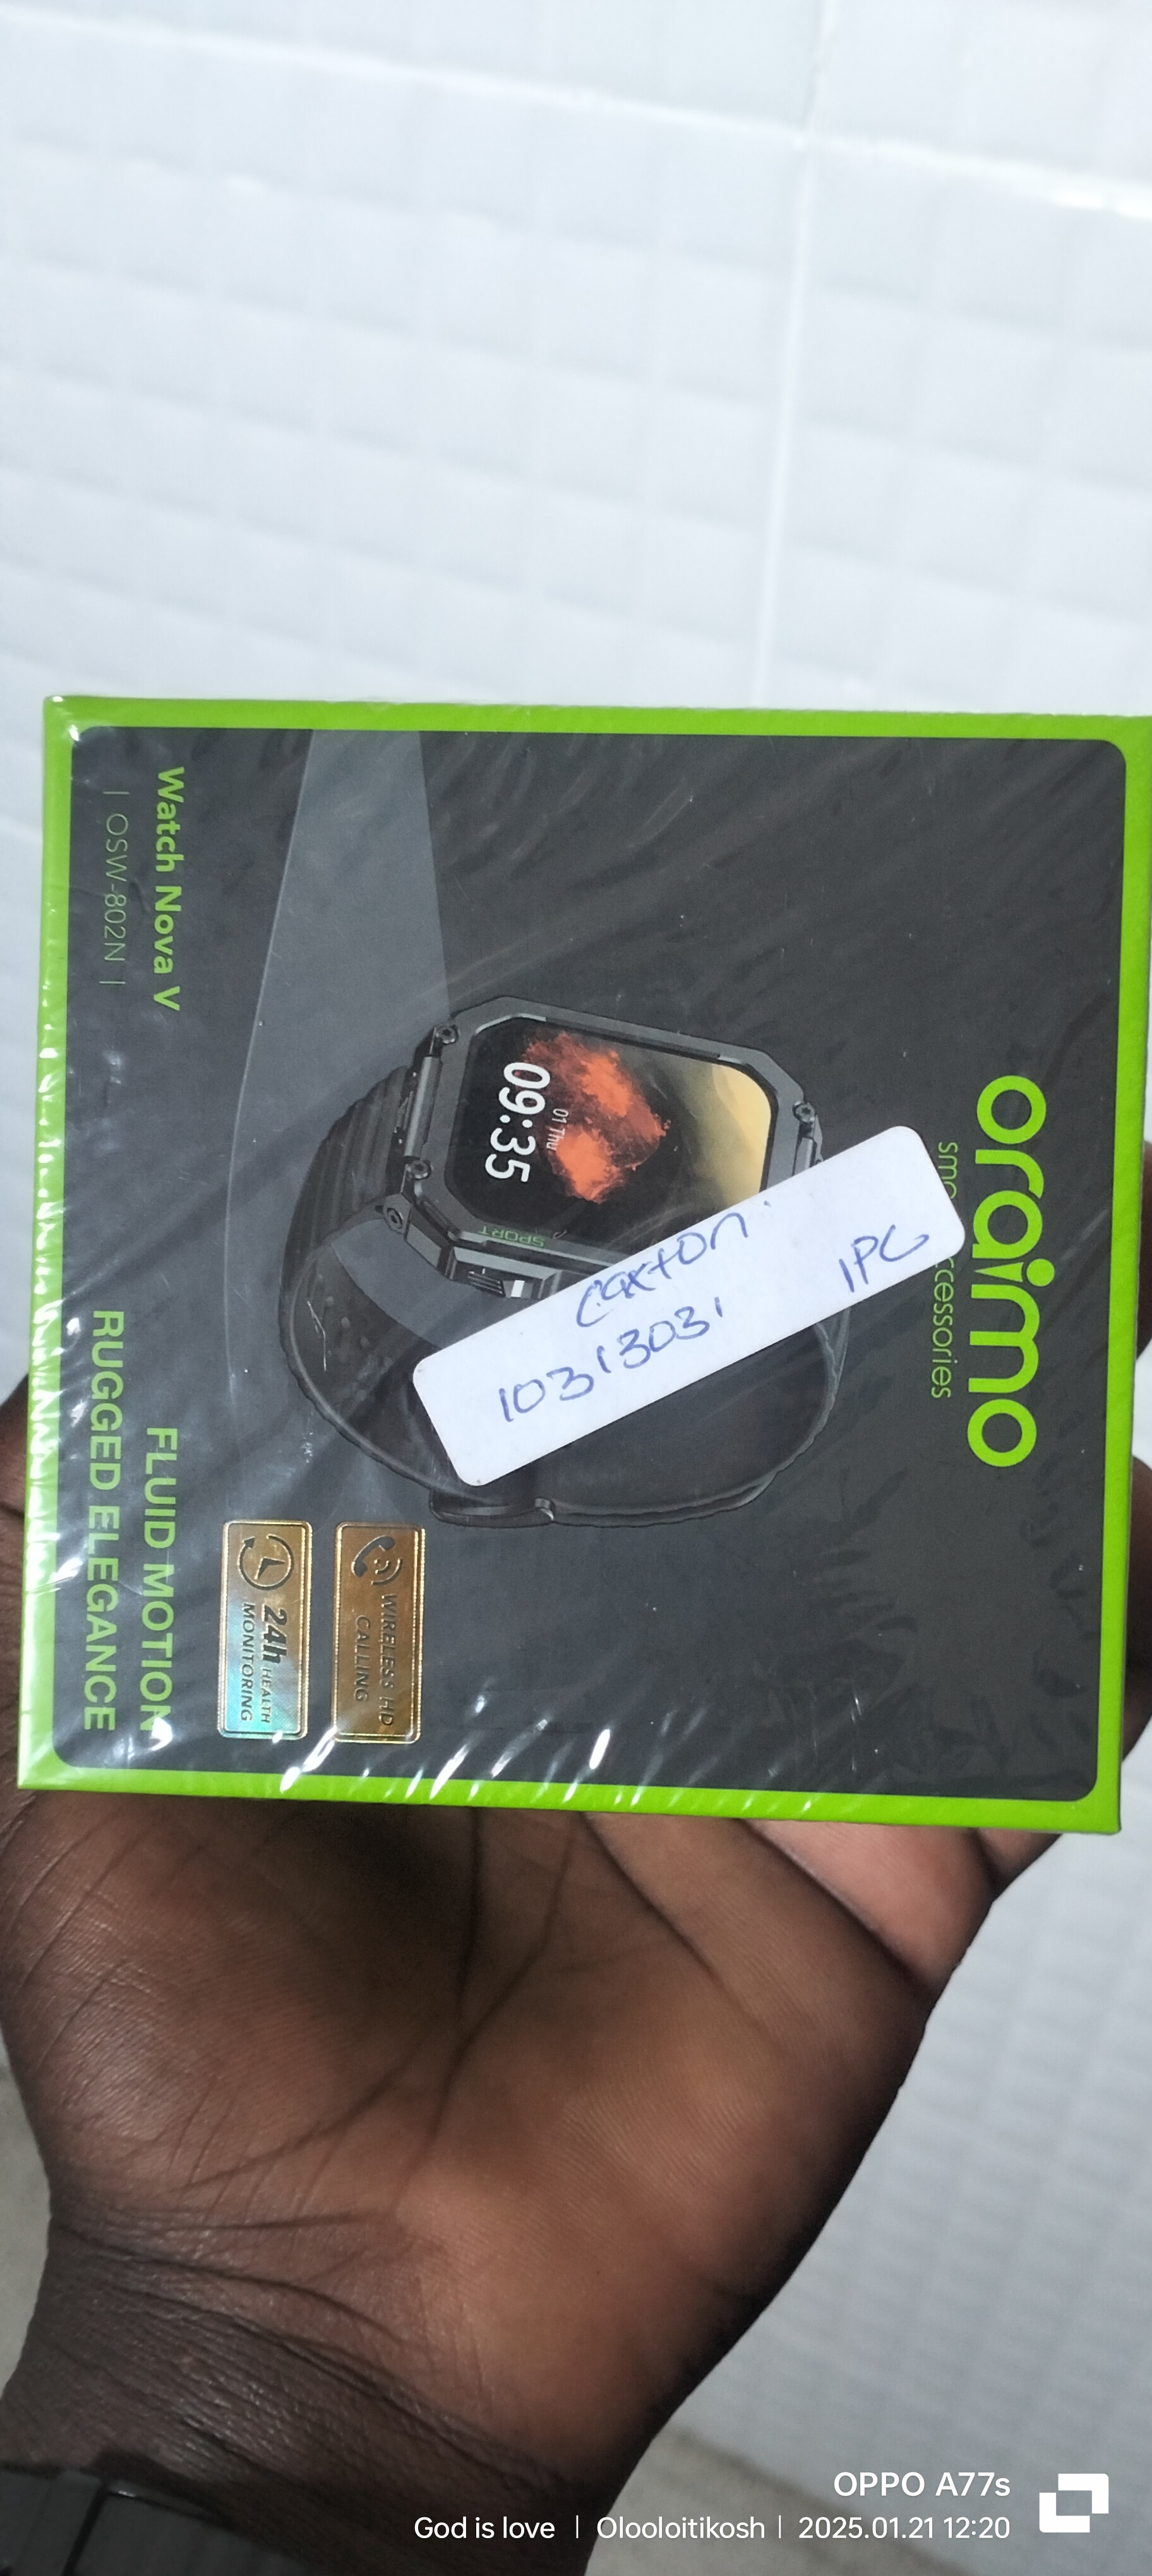 oraimo
caxton
10313031
1PC
09:35
01 Thu
SPORT
WIRELESS HD
CALLING
24h HEALTH
MONITORING
Watch Nova V
| OSW-802N |
FLUID MOTION
RUGGED ELEGANCE
OPPO A77s
God is love | Olooloitikosh | 2025.01.21 12:20